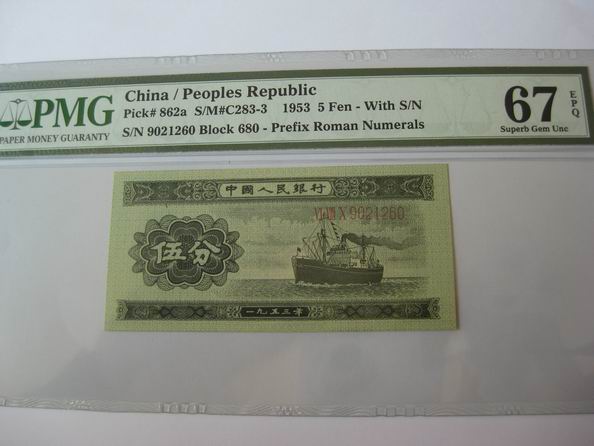 PMG
PAPER MONEY GUARANTY
China / Peoples Republic
Pick# 862a S/M#C283-3 1953 5 Fen - With S/N
S/N 9021260 Block 680 - Prefix Roman Numerals
67 EPQ
Superb Gem Unc
中國人民銀行
VI VIII X 9021260
伍分
一九五三年